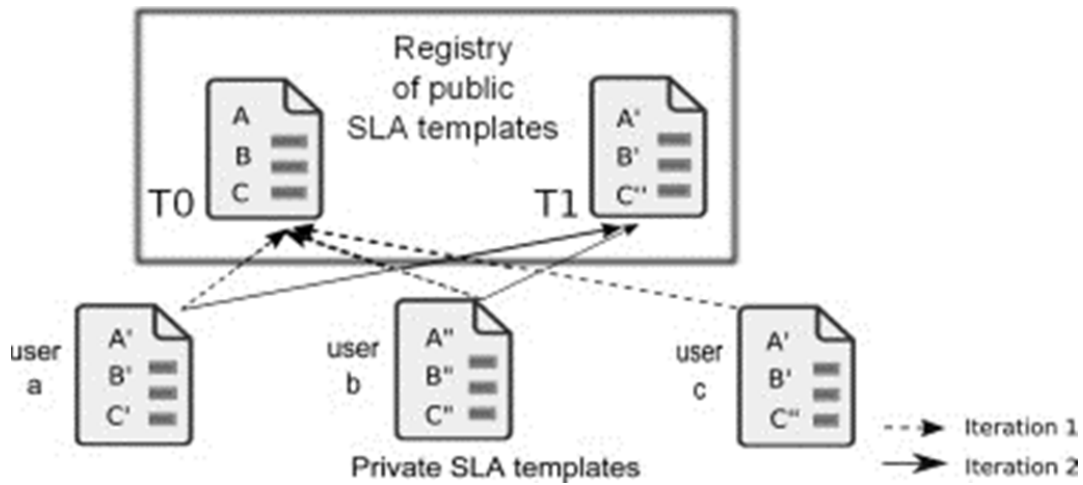 Registry
of public
SLA templates
A
B
C
T0
A'
B'
C''
T1
user
a
A'
B'
C'
user
b
A''
B''
C''
user
c
A'
B'
C''
Iteration 1
Iteration 2
Private SLA templates